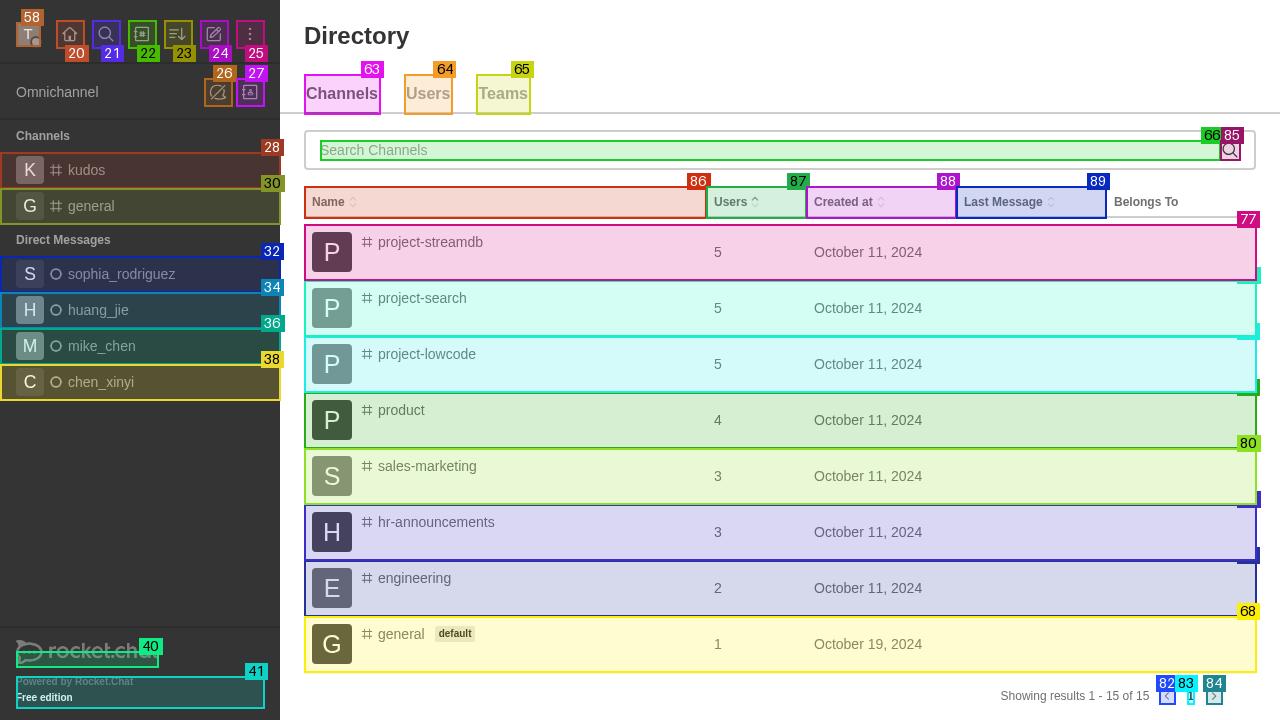 58
T
20 21 22 23 24 25
Omnichannel
26 27
Channels
28
K kudos
30
G general
Direct Messages
32
S sophia_rodriguez
34
H huang_jie
36
M mike_chen
38
C chen_xinyi
40
rocket.cha
41
Powered by Rocket.Chat
Free edition
Directory
63 64 65
Channels Users Teams
66 85
Search Channels
86 87 88 89
Name Users Created at Last Message Belongs To
77
P project-streamdb 5 October 11, 2024
P project-search 5 October 11, 2024
P project-lowcode 5 October 11, 2024
P product 4 October 11, 2024
80
S sales-marketing 3 October 11, 2024
H hr-announcements 3 October 11, 2024
E engineering 2 October 11, 2024
68
G general default 1 October 19, 2024
82 83 84
Showing results 1 - 15 of 15 1